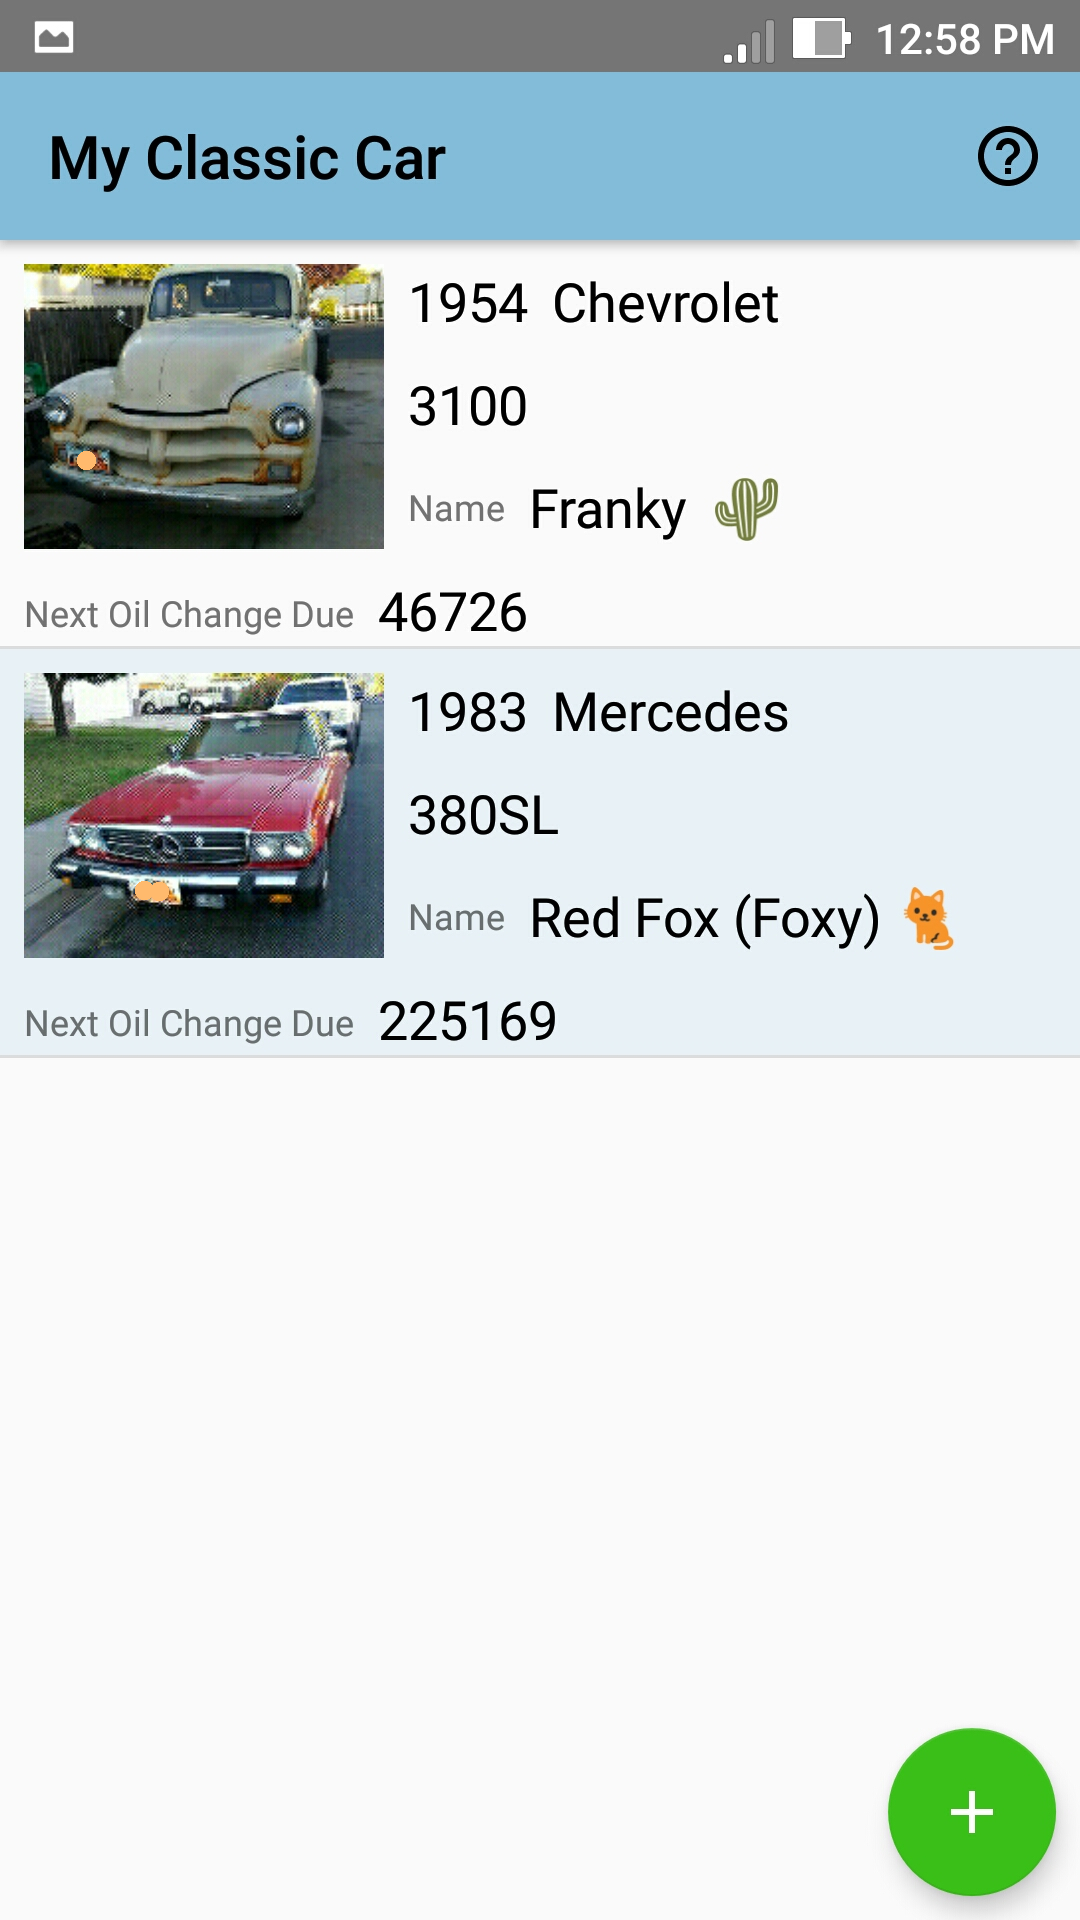 12:58 PM
My Classic Car
1954 Chevrolet
3100
Name Franky 🌵
Next Oil Change Due 46726
1983 Mercedes
380SL
Name Red Fox (Foxy) 🐈
Next Oil Change Due 225169